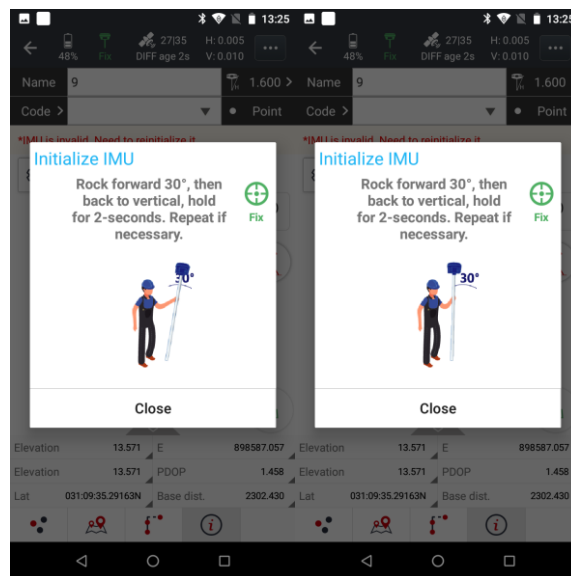 13:25
48%
Fix
27|35
DIFF age 2s
H: 0.005
V: 0.010
Name 9 1.600 >
Code > Point
*IMU is invalid. Need to reinitialize it.
Initialize IMU
Rock forward 30°, then
back to vertical, hold
for 2-seconds. Repeat if
necessary.
Fix
30°
Close
Elevation 13.571 E 898587.057
Elevation 13.571 PDOP 1.458
Lat 031:09:35.29163N Base dist. 2302.430
13:25
48%
Fix
27|35
DIFF age 2s
H: 0.005
V: 0.010
Name 9 1.600
Code > Point
*IMU is invalid. Need to reinitialize it.
Initialize IMU
Rock forward 30°, then
back to vertical, hold
for 2-seconds. Repeat if
necessary.
Fix
30°
Close
Elevation 13.571 E 898587.057
Elevation 13.571 PDOP 1.458
Lat 031:09:35.29163N Base dist. 2302.430